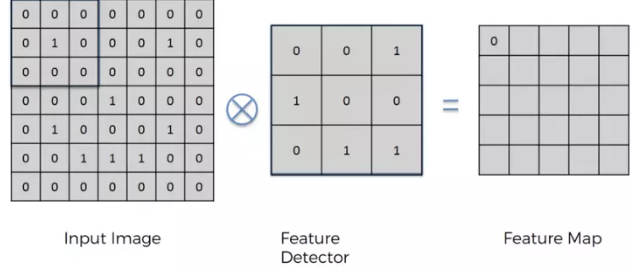 0 0 0 0 0 0 0
0 1 0 0 0 1 0
0 0 0 0 0 0 0
0 0 0 1 0 0 0
0 1 0 0 0 1 0
0 0 1 1 1 0 0
0 0 0 0 0 0 0
0 0 1
1 0 0
0 1 1
=
0
Input Image
Feature
Detector
Feature Map